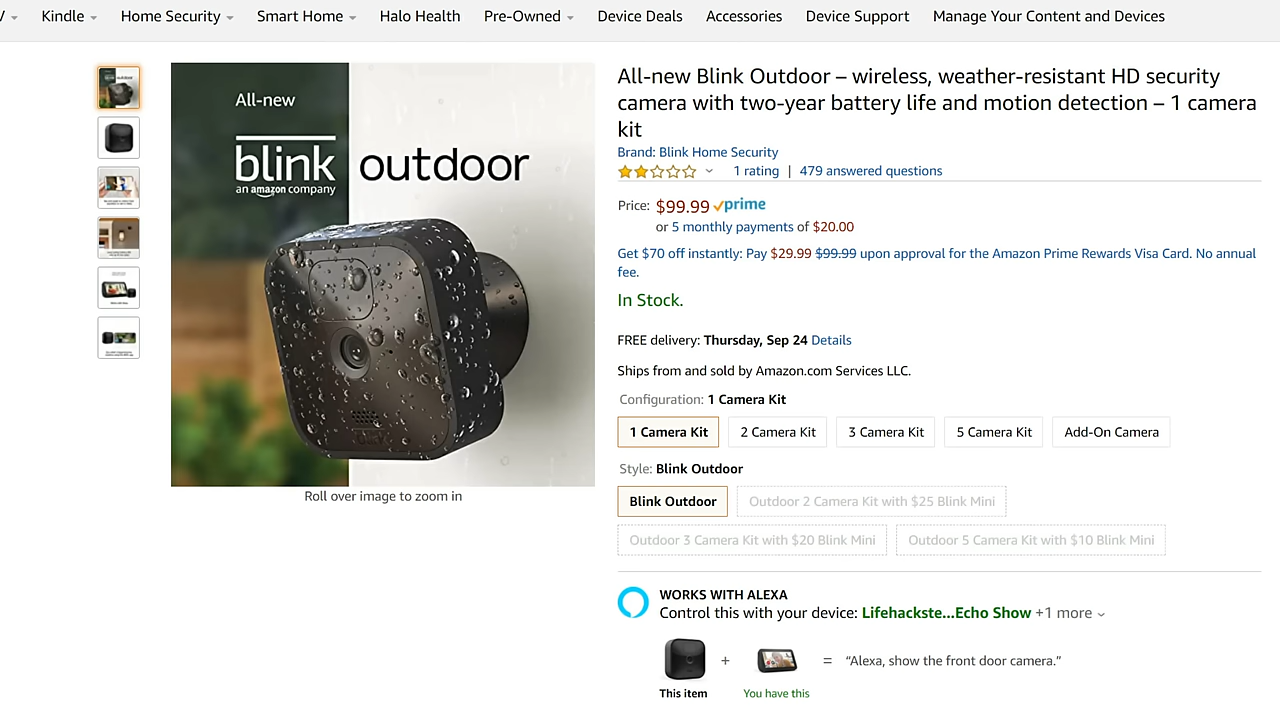 Kindle Home Security Smart Home Halo Health Pre-Owned Device Deals Accessories Device Support Manage Your Content and Devices
All-new
blink outdoor
an amazon company
Roll over image to zoom in
All-new Blink Outdoor – wireless, weather-resistant HD security
camera with two-year battery life and motion detection – 1 camera
kit
Brand: Blink Home Security
1 rating | 479 answered questions
Price: $99.99 prime
or 5 monthly payments of $20.00
Get $70 off instantly: Pay $29.99 $99.99 upon approval for the Amazon Prime Rewards Visa Card. No annual
fee.
In Stock.
FREE delivery: Thursday, Sep 24 Details
Ships from and sold by Amazon.com Services LLC.
Configuration: 1 Camera Kit
1 Camera Kit 2 Camera Kit 3 Camera Kit 5 Camera Kit Add-On Camera
Style: Blink Outdoor
Blink Outdoor Outdoor 2 Camera Kit with $25 Blink Mini
Outdoor 3 Camera Kit with $20 Blink Mini Outdoor 5 Camera Kit with $10 Blink Mini
WORKS WITH ALEXA
Control this with your device: Lifehackste...Echo Show +1 more
+ = “Alexa, show the front door camera.”
This item You have this